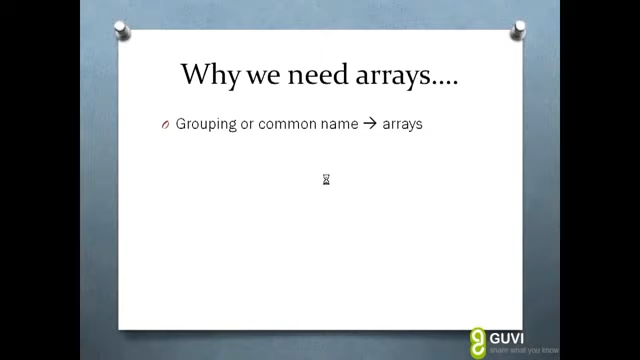 Why we need arrays....
Grouping or common name → arrays
GUVI
share what you know